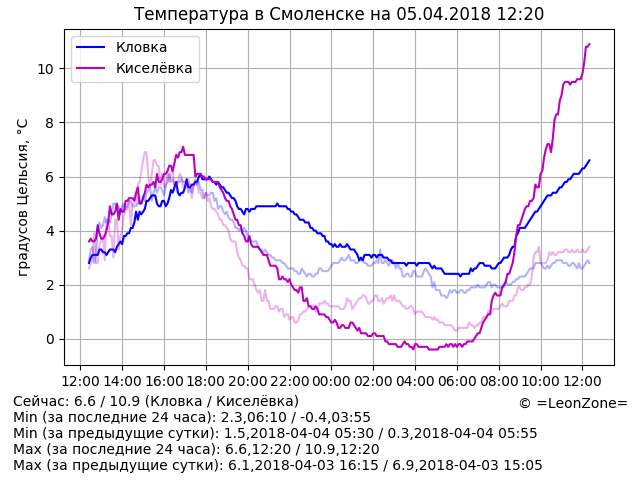 Температура в Смоленске на 05.04.2018 12:20
Кловка
Киселёвка
градусов Цельсия, °C
10
8
6
4
2
0
12:00 14:00 16:00 18:00 20:00 22:00 00:00 02:00 04:00 06:00 08:00 10:00 12:00
Сейчас: 6.6 / 10.9 (Кловка / Киселёвка)
© =LeonZone=
Min (за последние 24 часа): 2.3,06:10 / -0.4,03:55
Min (за предыдущие сутки): 1.5,2018-04-04 05:30 / 0.3,2018-04-04 05:55
Max (за последние 24 часа): 6.6,12:20 / 10.9,12:20
Max (за предыдущие сутки): 6.1,2018-04-03 16:15 / 6.9,2018-04-03 15:05